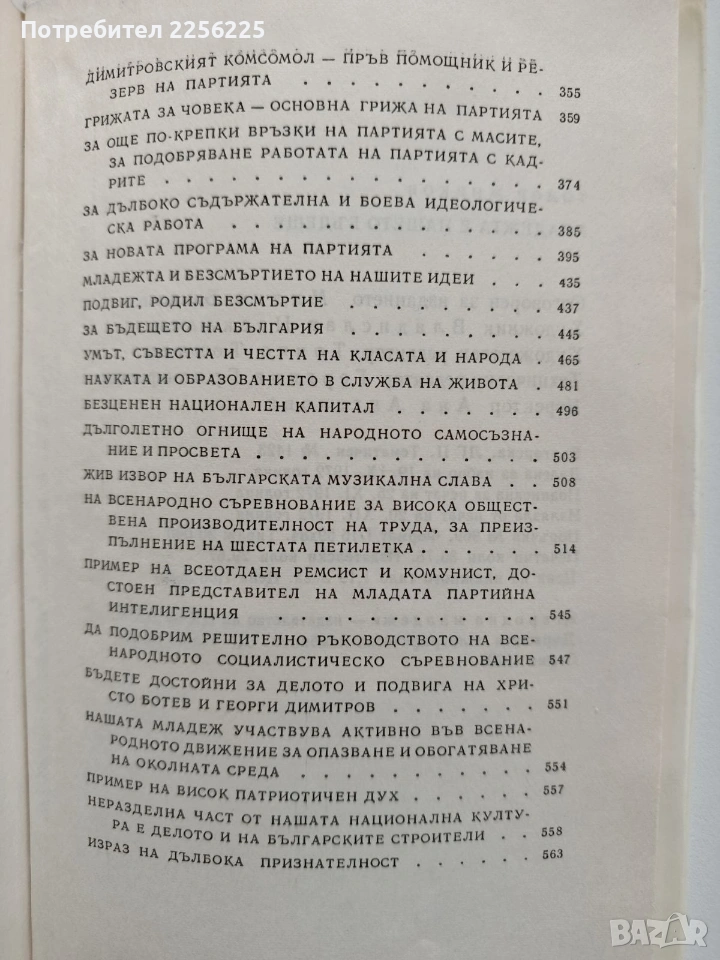 Потребител 2256225
ДИМИТРОВСКИЯТ КОМСОМОЛ — ПРЪВ ПОМОЩНИК И РЕ-
ЗЕРВ НА ПАРТИЯТА . . . . . . . . . . . 355
ГРИЖАТА ЗА ЧОВЕКА — ОСНОВНА ГРИЖА НА ПАРТИЯТА 359
ЗА ОЩЕ ПО-КРЕПКИ ВРЪЗКИ НА ПАРТИЯТА С МАСИТЕ,
ЗА ПОДОБРЯВАНЕ РАБОТАТА НА ПАРТИЯТА С КАД-
РИТЕ . . . . . . . . . . . . . . . . 374
ЗА ДЪЛБОКО СЪДЪРЖАТЕЛНА И БОЕВА ИДЕОЛОГИЧЕ-
СКА РАБОТА . . . . . . . . . . . . . 385
ЗА НОВАТА ПРОГРАМА НА ПАРТИЯТА . . . . . . 395
МЛАДЕЖТА И БЕЗСМЪРТИЕТО НА НАШИТЕ ИДЕИ . . . 435
ПОДВИГ, РОДИЛ БЕЗСМЪРТИЕ . . . . . . . . 437
ЗА БЪДЕЩЕТО НА БЪЛГАРИЯ . . . . . . . . . 445
УМЪТ, СЪВЕСТТА И ЧЕСТТА НА КЛАСАТА И НАРОДА . 465
НАУКАТА И ОБРАЗОВАНИЕТО В СЛУЖБА НА ЖИВОТА . 481
БЕЗЦЕНЕН НАЦИОНАЛЕН КАПИТАЛ . . . . . . . 496
ДЪЛГОЛЕТНО ОГНИЩЕ НА НАРОДНОТО САМОСЪЗНА-
НИЕ И ПРОСВЕТА . . . . . . . . . . . . 503
ЖИВ ИЗВОР НА БЪЛГАРСКАТА МУЗИКАЛНА СЛАВА . . 508
НА ВСЕНАРОДНО СЪРЕВНОВАНИЕ ЗА ВИСОКА ОБЩЕСТ-
ВЕНА ПРОИЗВОДИТЕЛНОСТ НА ТРУДА, ЗА ПРЕИЗ-
ПЪЛНЕНИЕ НА ШЕСТАТА ПЕТИЛЕТКА . . . . . . 514
ПРИМЕР НА ВСЕОТДАЕН РЕМСИСТ И КОМУНИСТ, ДО-
СТОЕН ПРЕДСТАВИТЕЛ НА МЛАДАТА ПАРТИЙНА
ИНТЕЛИГЕНЦИЯ . . . . . . . . . . . . 545
ДА ПОДОБРИМ РЕШИТЕЛНО РЪКОВОДСТВОТО НА ВСЕ-
НАРОДНОТО СОЦИАЛИСТИЧЕСКО СЪРЕВНОВАНИЕ 547
БЪДЕТЕ ДОСТОЙНИ ЗА ДЕЛОТО И ПОДВИГА НА ХРИ-
СТО БОТЕВ И ГЕОРГИ ДИМИТРОВ . . . . . . . 551
НАШАТА МЛАДЕЖ УЧАСТВУВА АКТИВНО ВЪВ ВСЕНА-
РОДНОТО ДВИЖЕНИЕ ЗА ОПАЗВАНЕ И ОБОГАТЯВАНЕ
НА ОКОЛНАТА СРЕДА . . . . . . . . . . 554
ПРИМЕР НА ВИСОК ПАТРИОТИЧЕН ДУХ . . . . . 557
НЕРАЗДЕЛНА ЧАСТ ОТ НАШАТА НАЦИОНАЛНА КУЛТУ-
РА Е ДЕЛОТО И НА БЪЛГАРСКИТЕ СТРОИТЕЛИ . . . 558
ИЗРАЗ НА ДЪЛБОКА ПРИЗНАТЕЛНОСТ . . . . . . 563
BAZAR